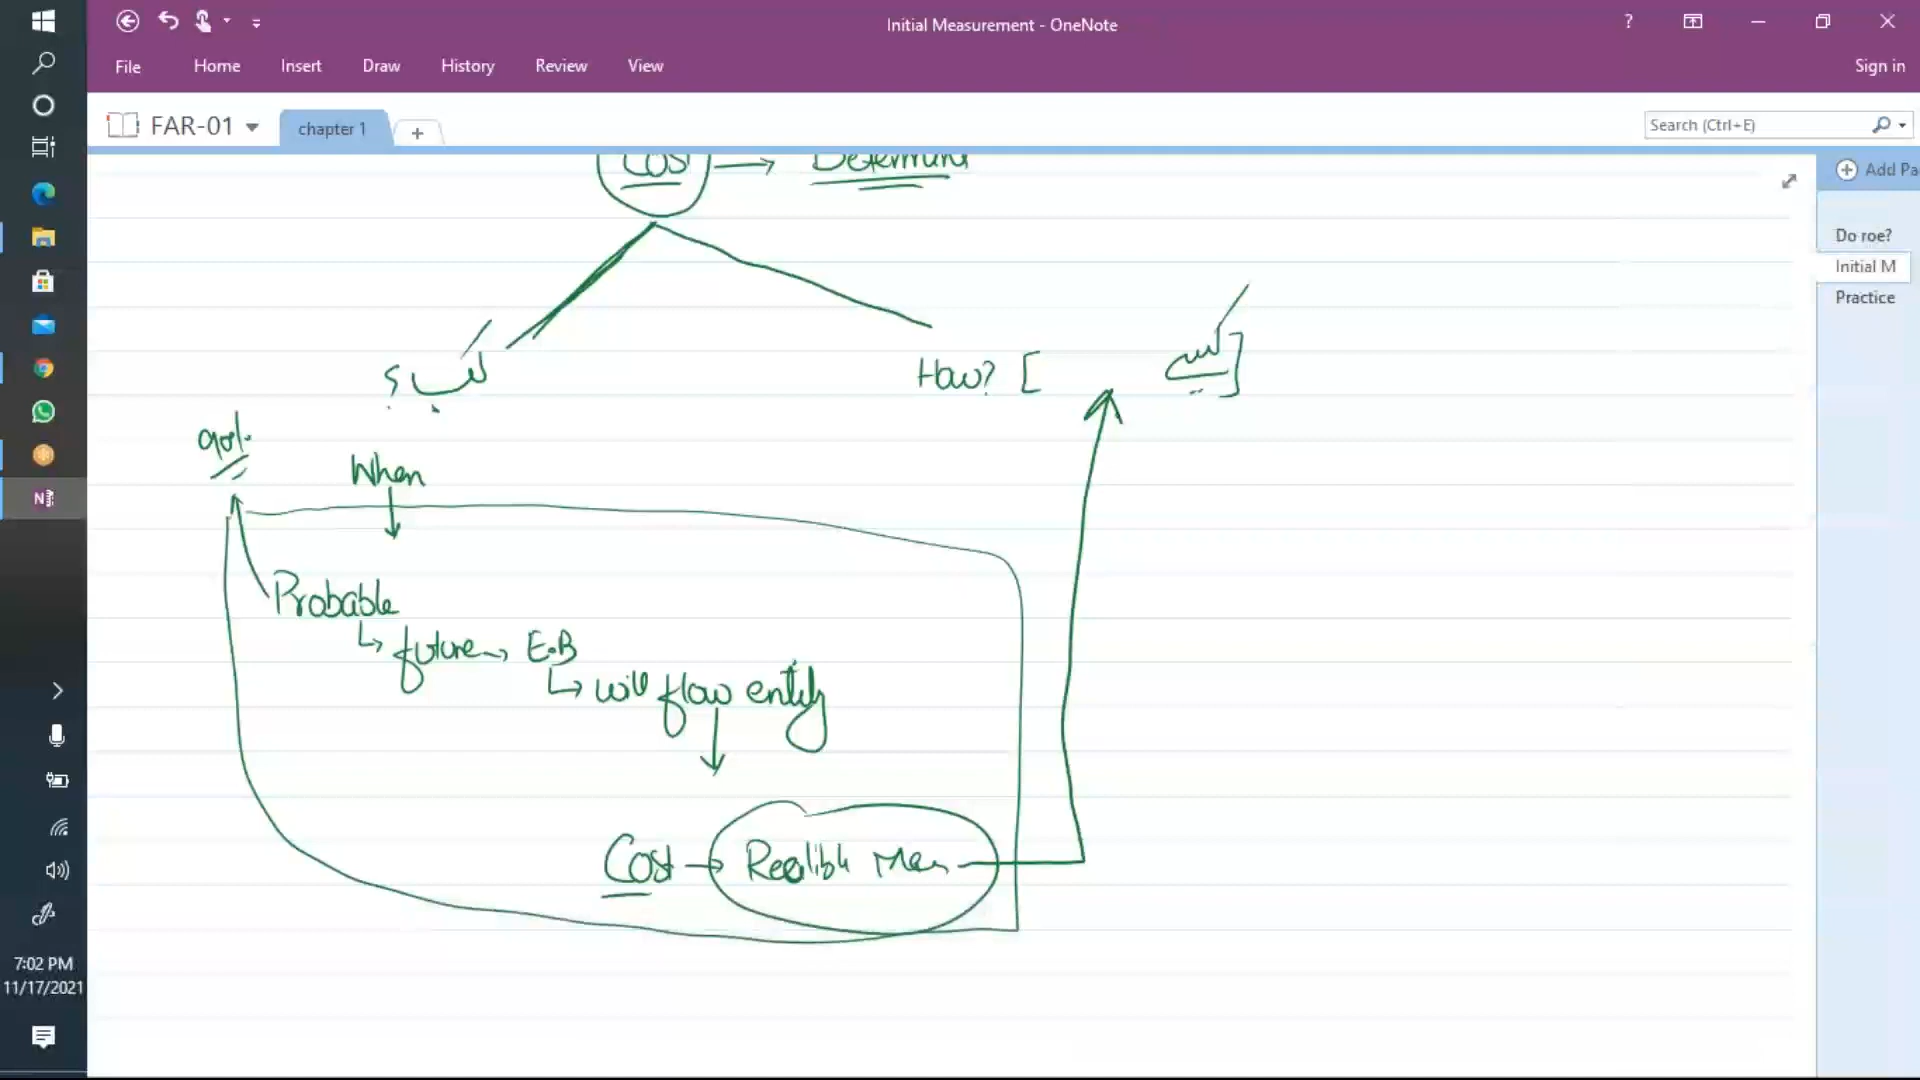 Initial Measurement - OneNote
?
File Home Insert Draw History Review View
Sign in
FAR-01 chapter 1 +
Search (Ctrl+E)
Cost → Determine
Add Pa
Do roe?
Initial M
Practice
کب؟
How? [ کیسے ]
When
Probable
↳ future → E.B
↳ will flow entity
Cost → Realibl Mea
7:02 PM
11/17/2021